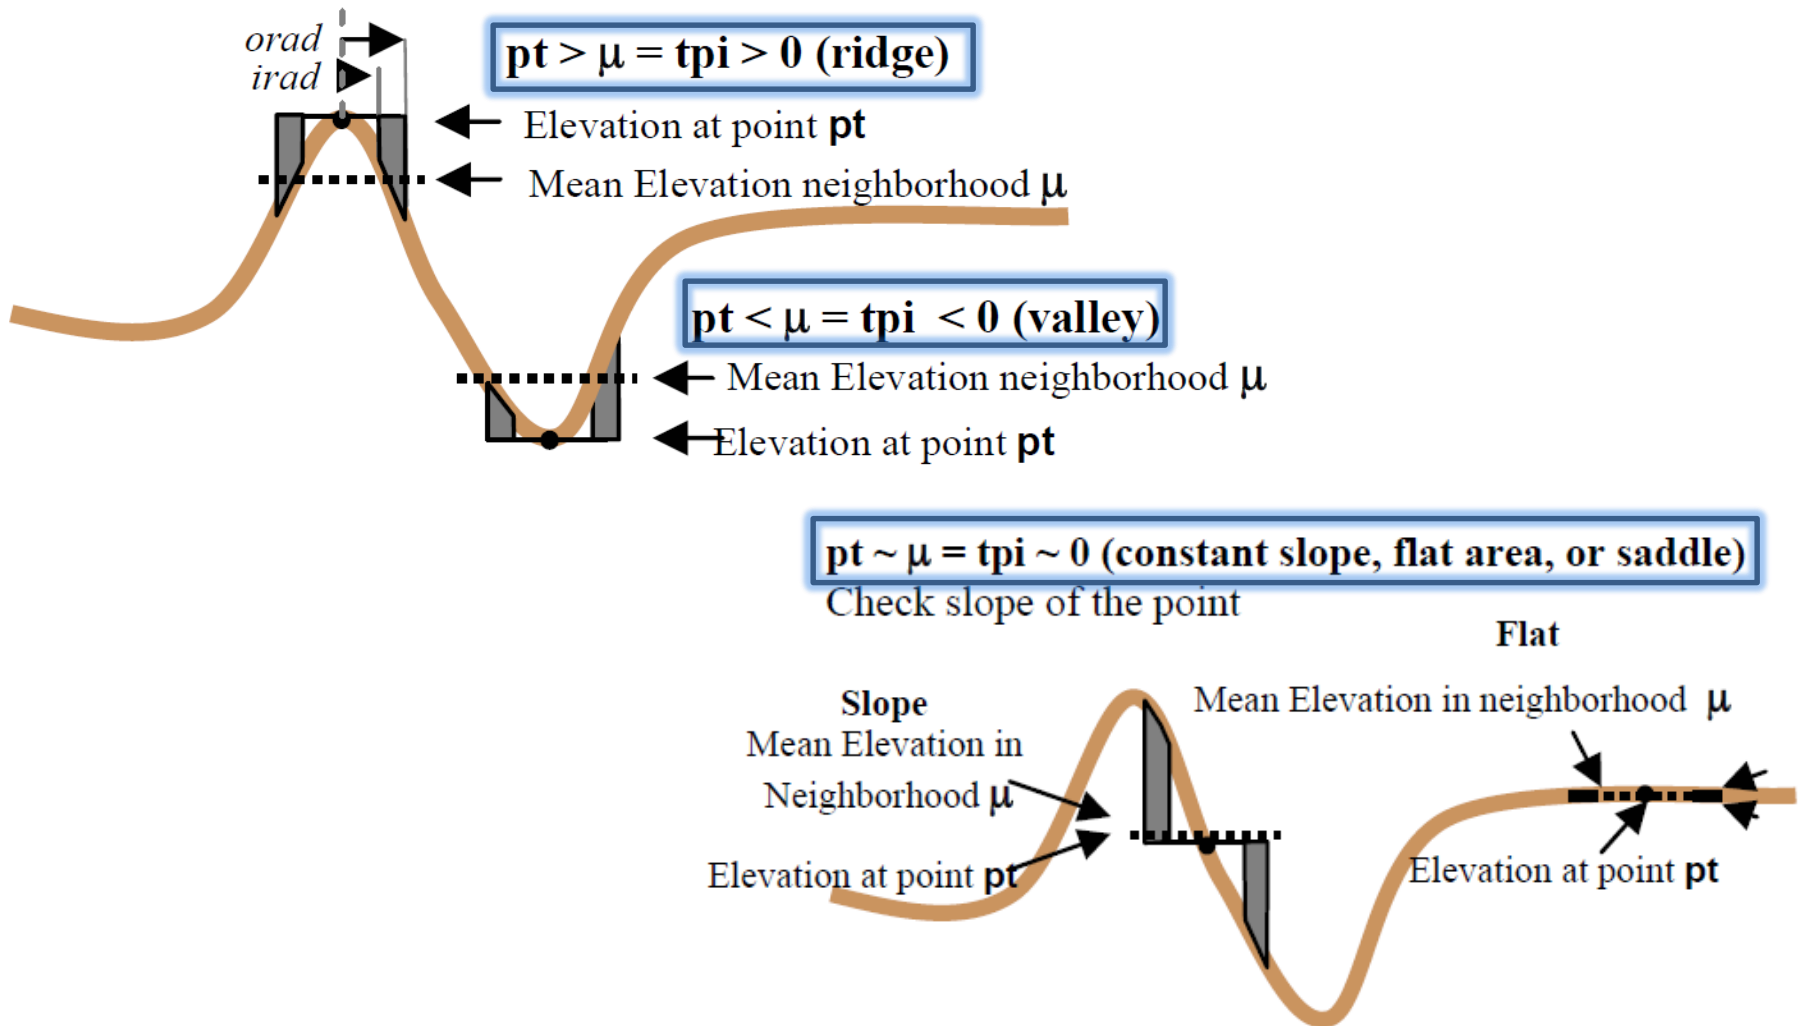 orad
irad
pt > μ = tpi > 0 (ridge)
Elevation at point pt
Mean Elevation neighborhood μ
pt < μ = tpi < 0 (valley)
Mean Elevation neighborhood μ
Elevation at point pt
pt ~ μ = tpi ~ 0 (constant slope, flat area, or saddle)
Check slope of the point
Flat
Mean Elevation in neighborhood μ
Elevation at point pt
Slope
Mean Elevation in
Neighborhood μ
Elevation at point pt